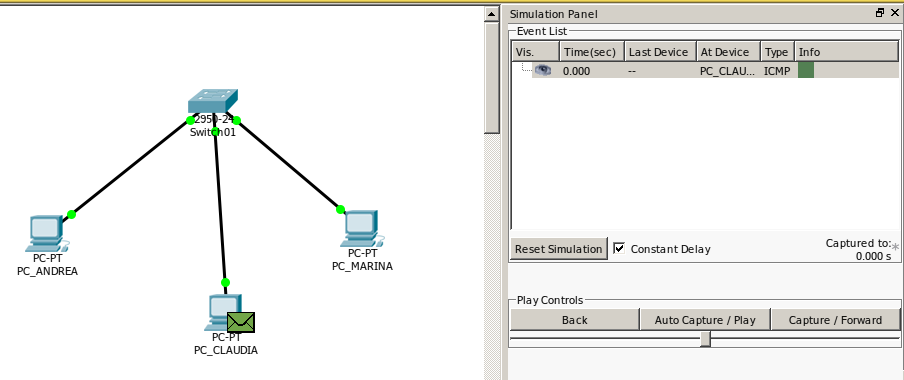 2950-24
Switch01
PC-PT
PC_ANDREA
PC-PT
PC_MARINA
PC-PT
PC_CLAUDIA
Simulation Panel
Event List
Vis. Time(sec) Last Device At Device Type Info
0.000 -- PC_CLAU... ICMP
Reset Simulation Constant Delay Captured to:*
0.000 s
Play Controls
Back Auto Capture / Play Capture / Forward